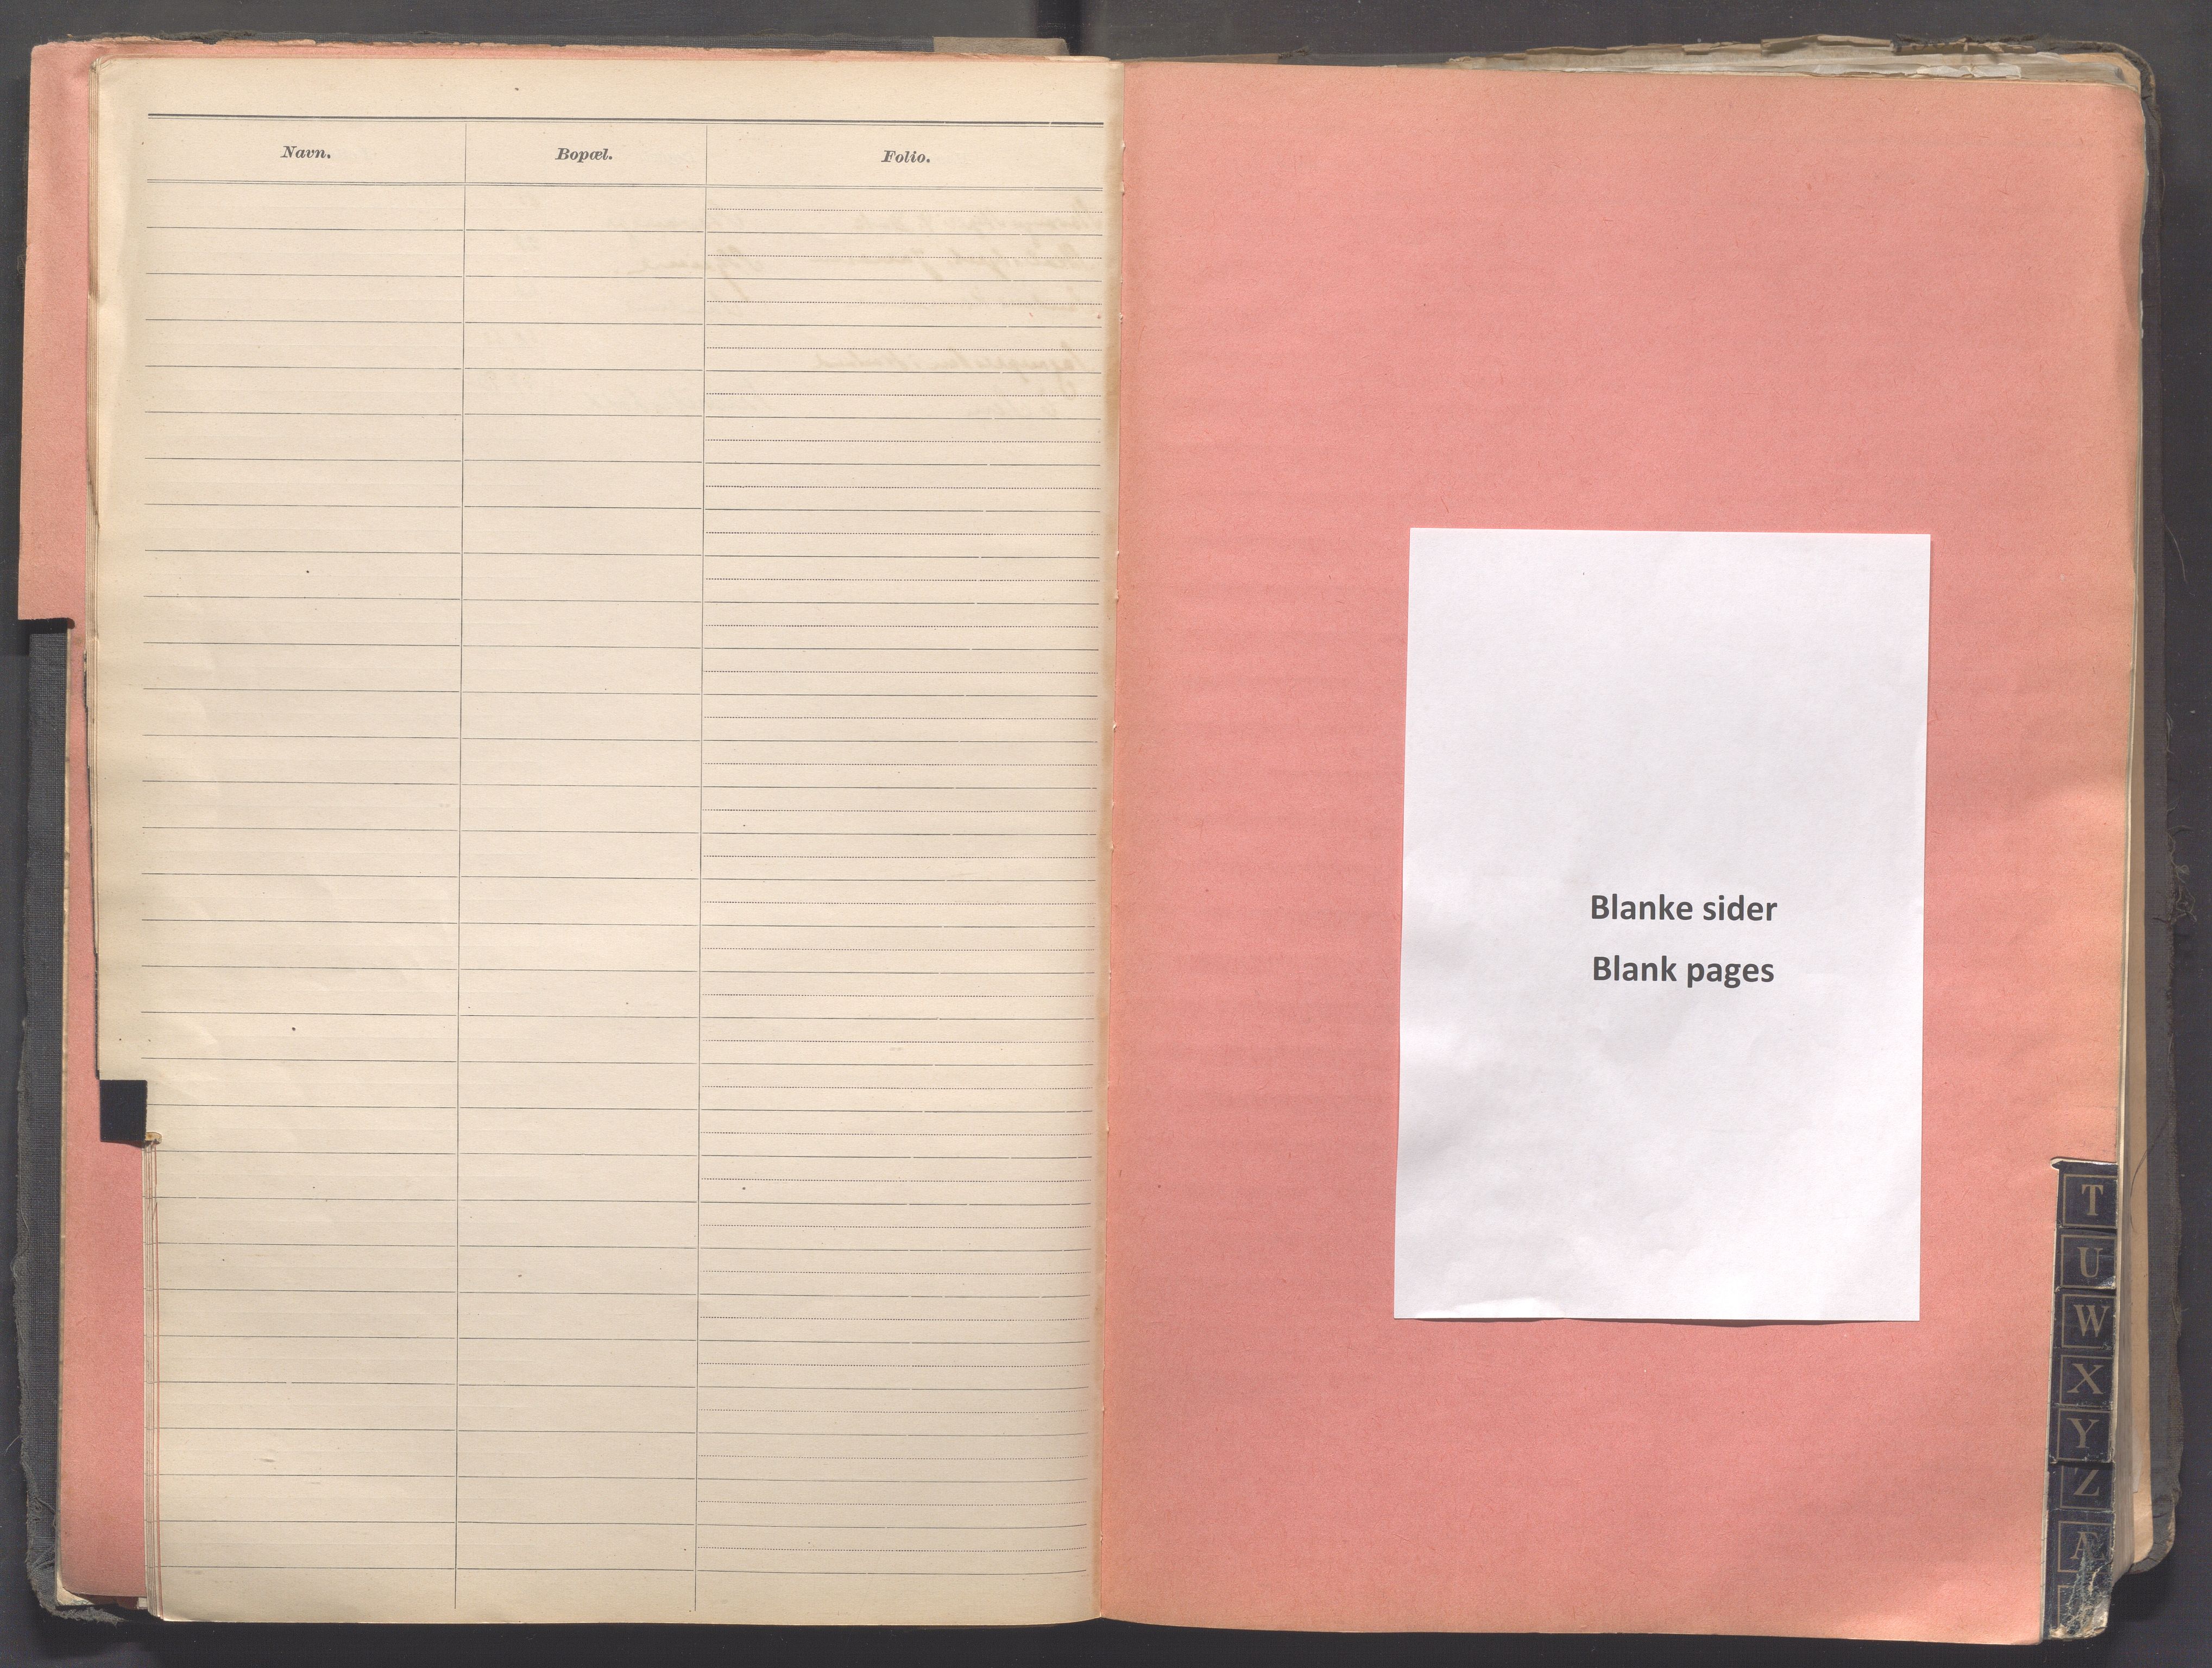 Navn. Bopæl. Folio.
Blanke sider
Blank pages
T
U
W
X
Y
Z
Æ